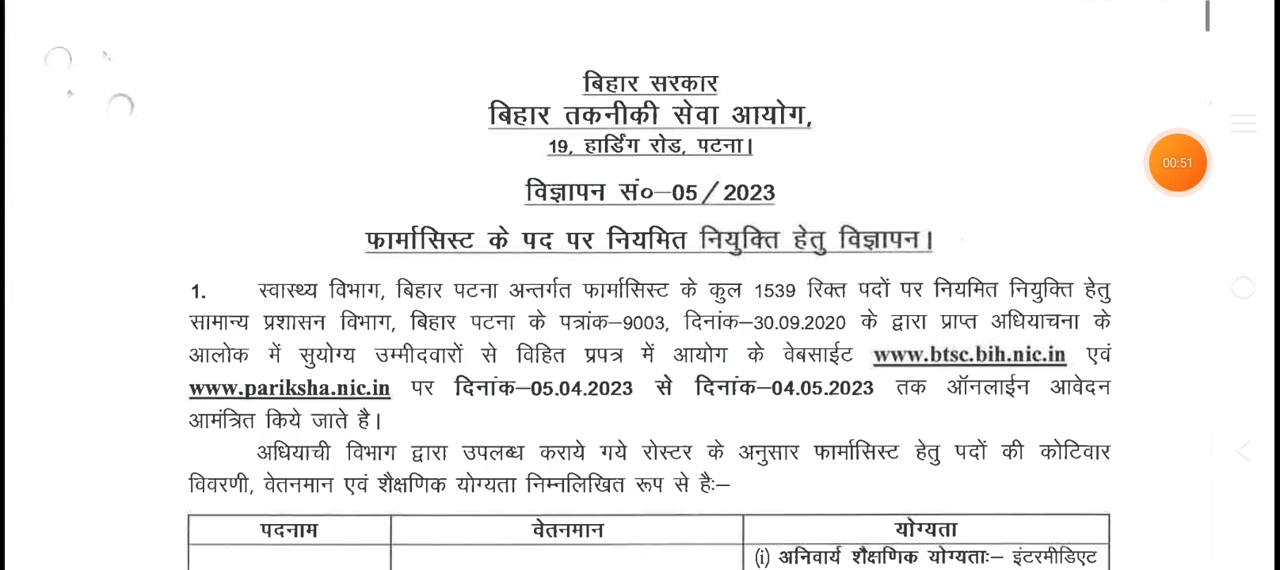 बिहार सरकार
बिहार तकनीकी सेवा आयोग,
19, हार्डिंग रोड, पटना।
विज्ञापन सं०–05/2023
फार्मासिस्ट के पद पर नियमित नियुक्ति हेतु विज्ञापन।
1. स्वास्थ्य विभाग, बिहार पटना अन्तर्गत फार्मासिस्ट के कुल 1539 रिक्त पदों पर नियमित नियुक्ति हेतु
सामान्य प्रशासन विभाग, बिहार पटना के पत्रांक–9003, दिनांक–30.09.2020 के द्वारा प्राप्त अधियाचना के
आलोक में सुयोग्य उम्मीदवारों से विहित प्रपत्र में आयोग के वेबसाईट www.btsc.bih.nic.in एवं
www.pariksha.nic.in पर दिनांक–05.04.2023 से दिनांक–04.05.2023 तक ऑनलाईन आवेदन
आमंत्रित किये जाते है।
अधियाची विभाग द्वारा उपलब्ध कराये गये रोस्टर के अनुसार फार्मासिस्ट हेतु पदों की कोटिवार
विवरणी, वेतनमान एवं शैक्षणिक योग्यता निम्नलिखित रूप से हैः–
पदनाम वेतनमान योग्यता
(i) अनिवार्य शैक्षणिक योग्यताः– इंटरमीडिएट
00:51